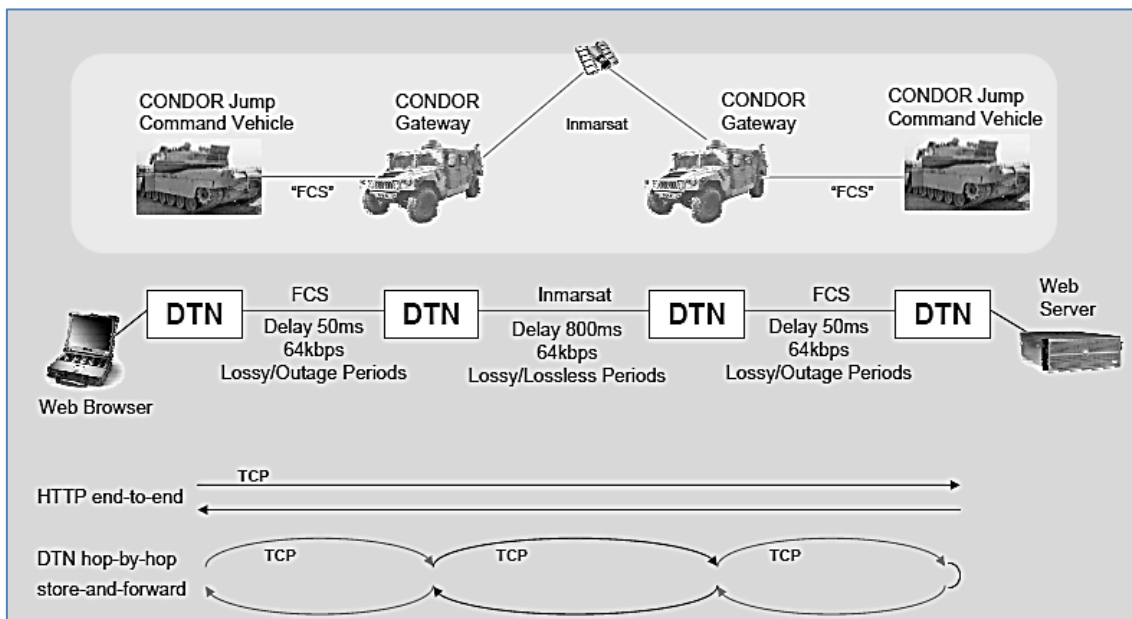 CONDOR Jump
Command Vehicle
CONDOR
Gateway
Inmarsat
CONDOR
Gateway
CONDOR Jump
Command Vehicle
"FCS"
"FCS"
DTN
FCS
Delay 50ms
64kbps
Lossy/Outage Periods
DTN
Inmarsat
Delay 800ms
64kbps
Lossy/Lossless Periods
DTN
FCS
Delay 50ms
64kbps
Lossy/Outage Periods
DTN
Web
Server
Web Browser
HTTP end-to-end
TCP
DTN hop-by-hop
store-and-forward
TCP
TCP
TCP